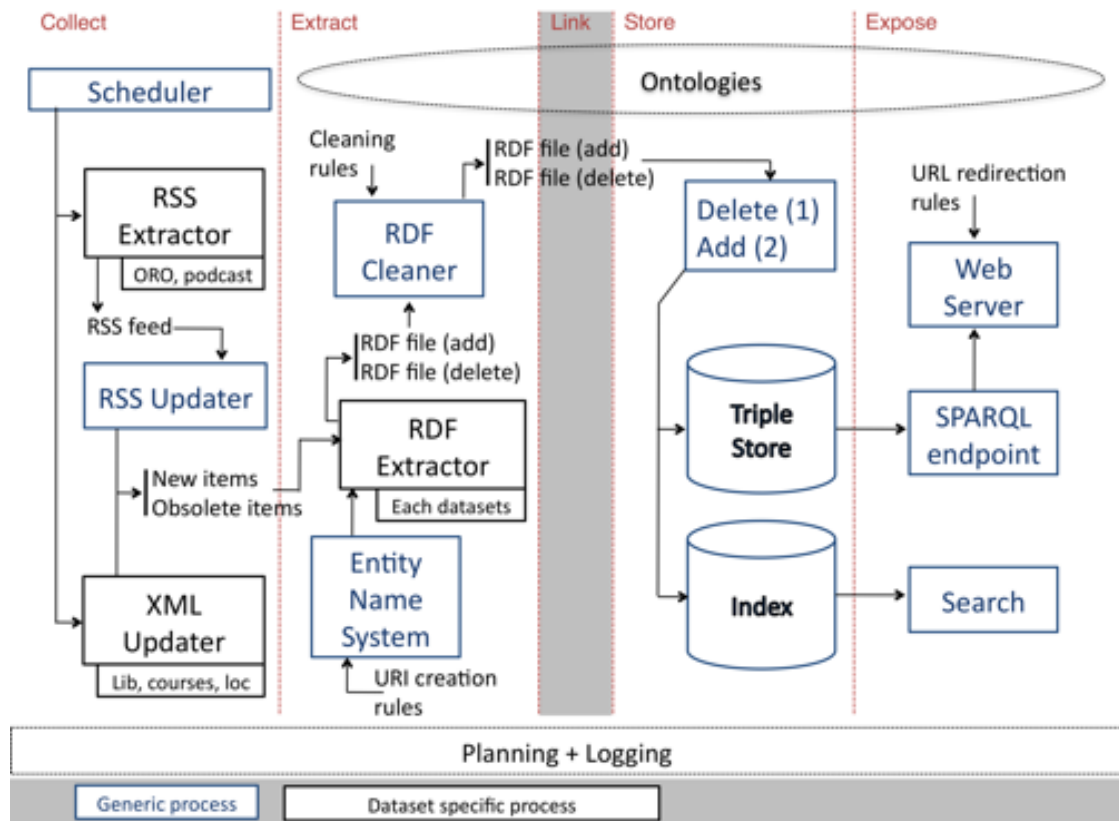 Collect
Extract
Link
Store
Expose
Ontologies
Scheduler
RSS
Extractor
ORO, podcast
RSS feed
RSS Updater
New items
Obsolete items
XML
Updater
Lib, courses, loc
Cleaning
rules
RDF
Cleaner
RDF file (add)
RDF file (delete)
RDF file (add)
RDF file (delete)
RDF
Extractor
Each datasets
Entity
Name
System
URI creation
rules
Delete (1)
Add (2)
Triple
Store
Index
URL redirection
rules
Web
Server
SPARQL
endpoint
Search
Planning + Logging
Generic process
Dataset specific process